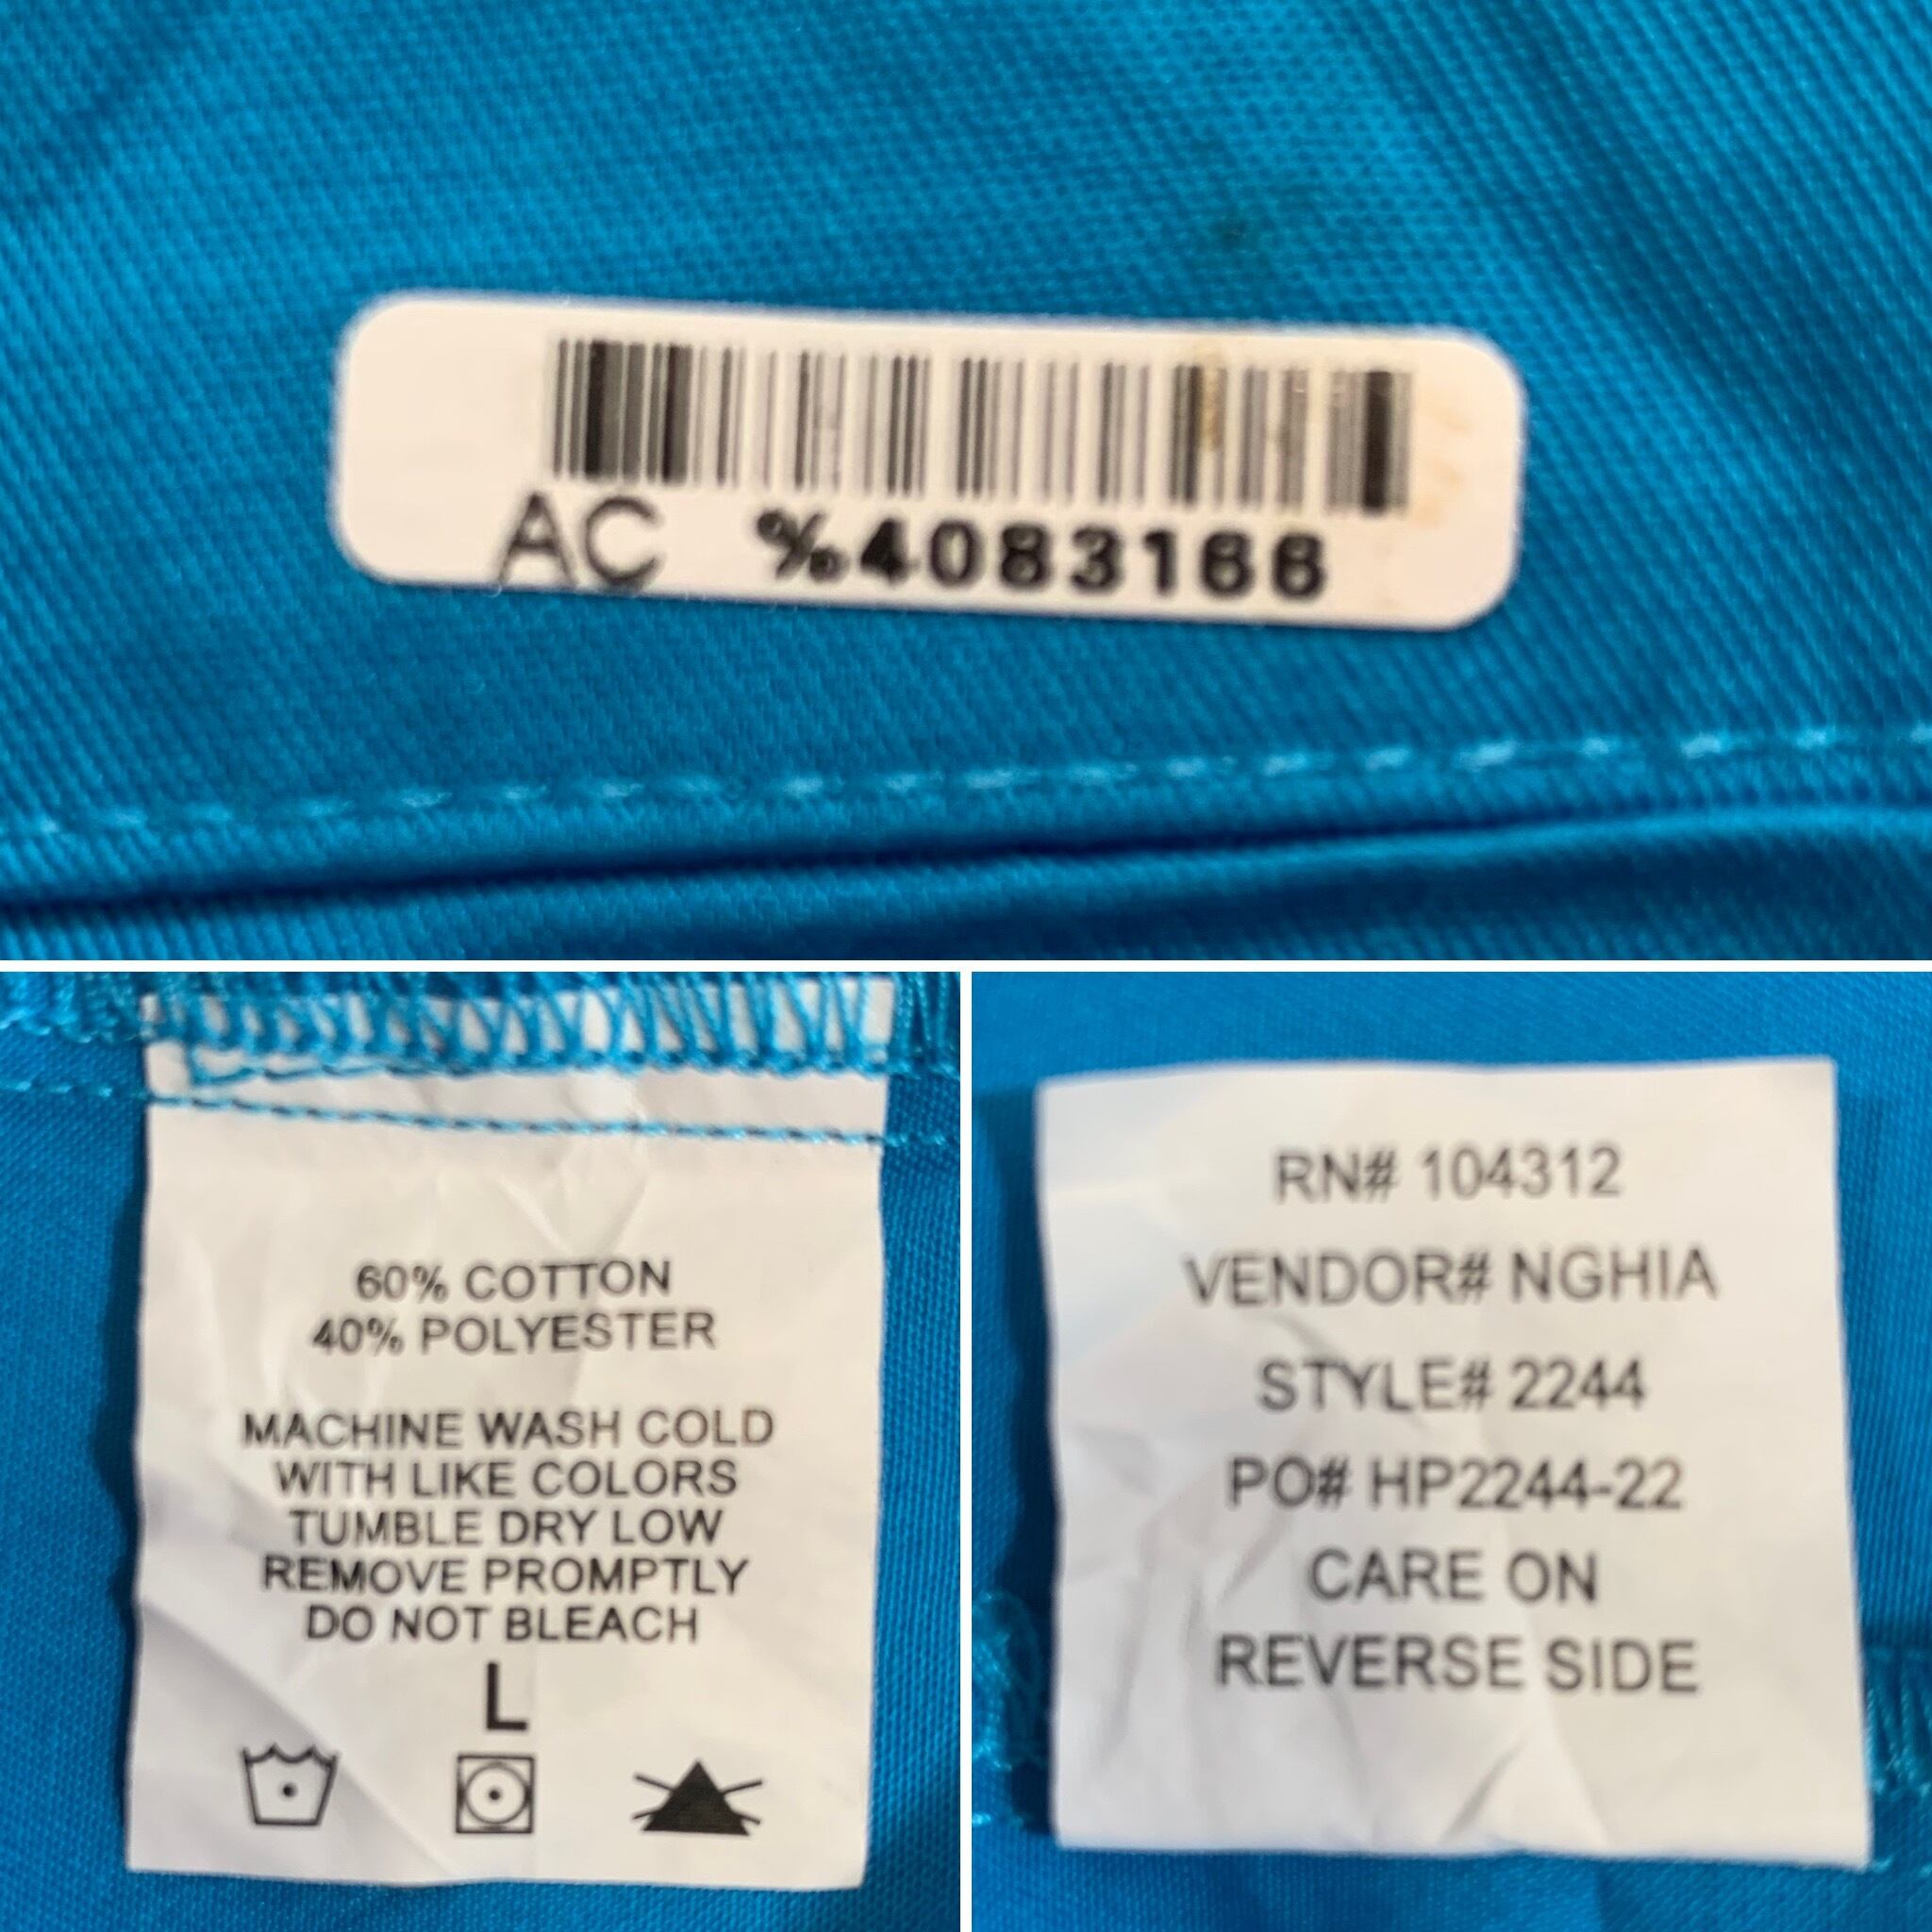 AC %4083166
60% COTTON
40% POLYESTER
MACHINE WASH COLD
WITH LIKE COLORS
TUMBLE DRY LOW
REMOVE PROMPTLY
DO NOT BLEACH
L
RN# 104312
VENDOR# NGHIA
STYLE# 2244
PO# HP2244-22
CARE ON
REVERSE SIDE